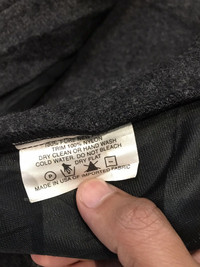 TRIM 100% NYLON
DRY CLEAN OR HAND WASH
COLD WATER, DO NOT BLEACH
DRY FLAT
MADE IN USA OF IMPORTED FABRIC